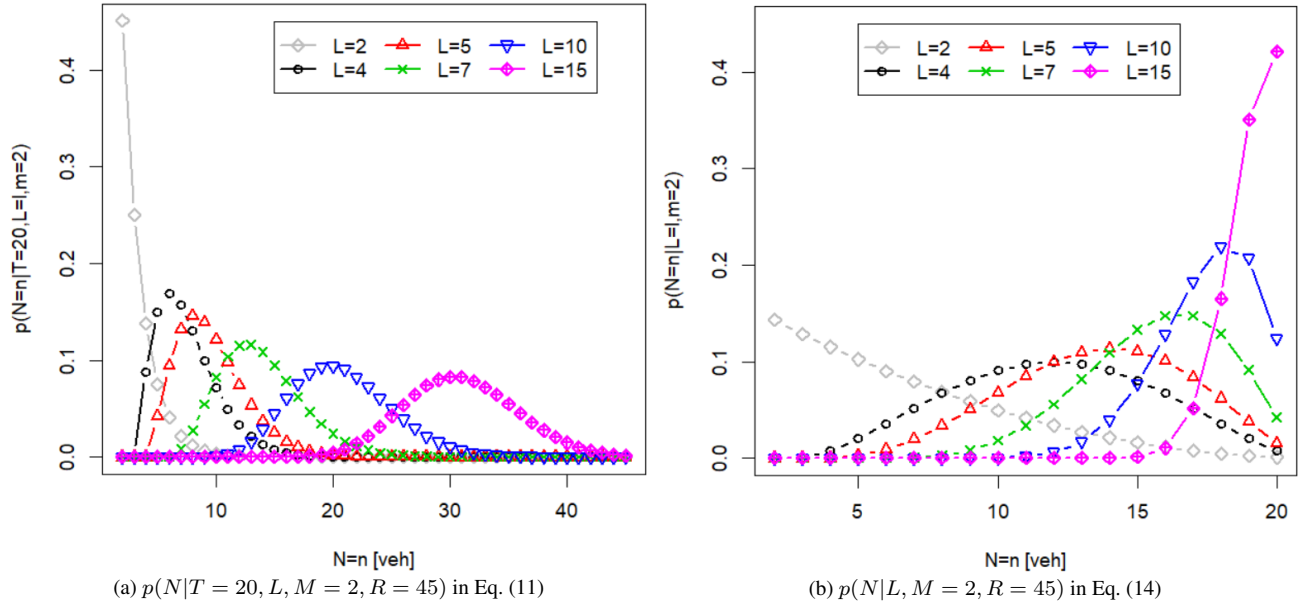 p(N=n|T=20,L=l,m=2)
0.0 0.1 0.2 0.3 0.4
L=2 L=5 L=10
L=4 L=7 L=15
10 20 30 40
N=n [veh]
(a) p(N|T = 20, L, M = 2, R = 45) in Eq. (11)
p(N=n|L=l,m=2)
0.0 0.1 0.2 0.3 0.4
L=2 L=5 L=10
L=4 L=7 L=15
5 10 15 20
N=n [veh]
(b) p(N|L, M = 2, R = 45) in Eq. (14)